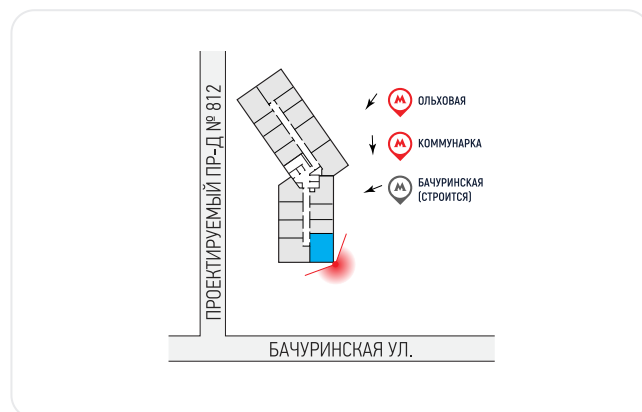 ПРОЕКТИРУЕМЫЙ ПР-Д № 812
М ОЛЬХОВАЯ
М КОММУНАРКА
М БАЧУРИНСКАЯ
(СТРОИТСЯ)
БАЧУРИНСКАЯ УЛ.